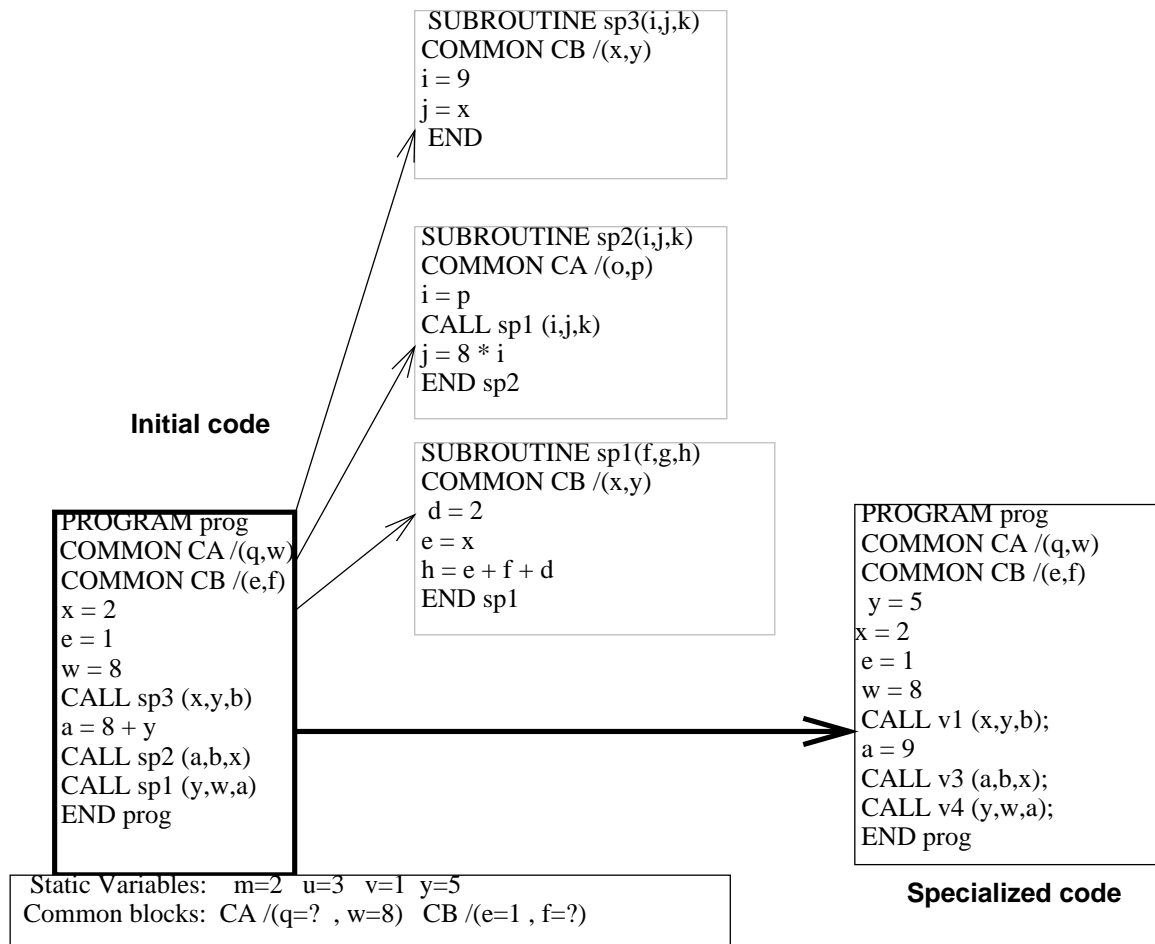 SUBROUTINE sp3(i,j,k)
COMMON CB /(x,y)
i = 9
j = x
END
SUBROUTINE sp2(i,j,k)
COMMON CA /(o,p)
i = p
CALL sp1 (i,j,k)
j = 8 * i
END sp2
SUBROUTINE sp1(f,g,h)
COMMON CB /(x,y)
d = 2
e = x
h = e + f + d
END sp1
Initial code
PROGRAM prog
COMMON CA /(q,w)
COMMON CB /(e,f)
x = 2
e = 1
w = 8
CALL sp3 (x,y,b)
a = 8 + y
CALL sp2 (a,b,x)
CALL sp1 (y,w,a)
END prog
Static Variables: m=2 u=3 v=1 y=5
Common blocks: CA /(q=? , w=8) CB /(e=1 , f=?)
PROGRAM prog
COMMON CA /(q,w)
COMMON CB /(e,f)
y = 5
x = 2
e = 1
w = 8
CALL v1 (x,y,b);
a = 9
CALL v3 (a,b,x);
CALL v4 (y,w,a);
END prog
Specialized code